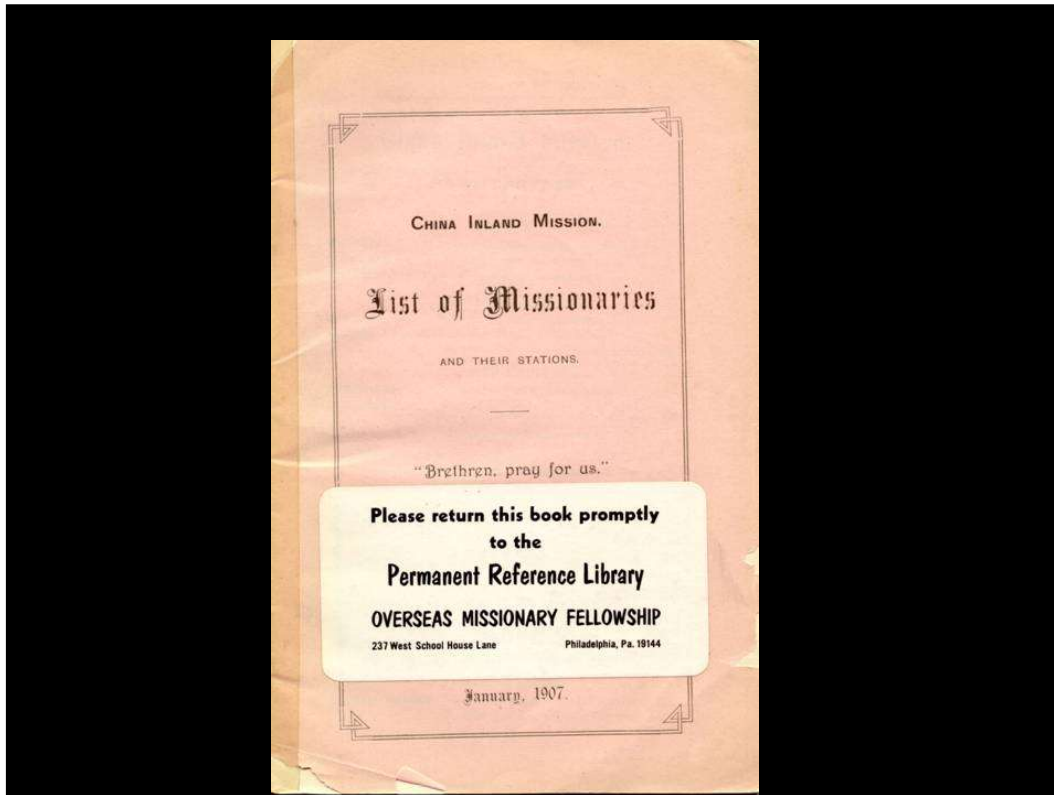 China Inland Mission.
List of Missionaries
AND THEIR STATIONS.
"Brethren, pray for us."
Please return this book promptly
to the
Permanent Reference Library
OVERSEAS MISSIONARY FELLOWSHIP
237 West School House Lane Philadelphia, Pa. 19144
January, 1907.